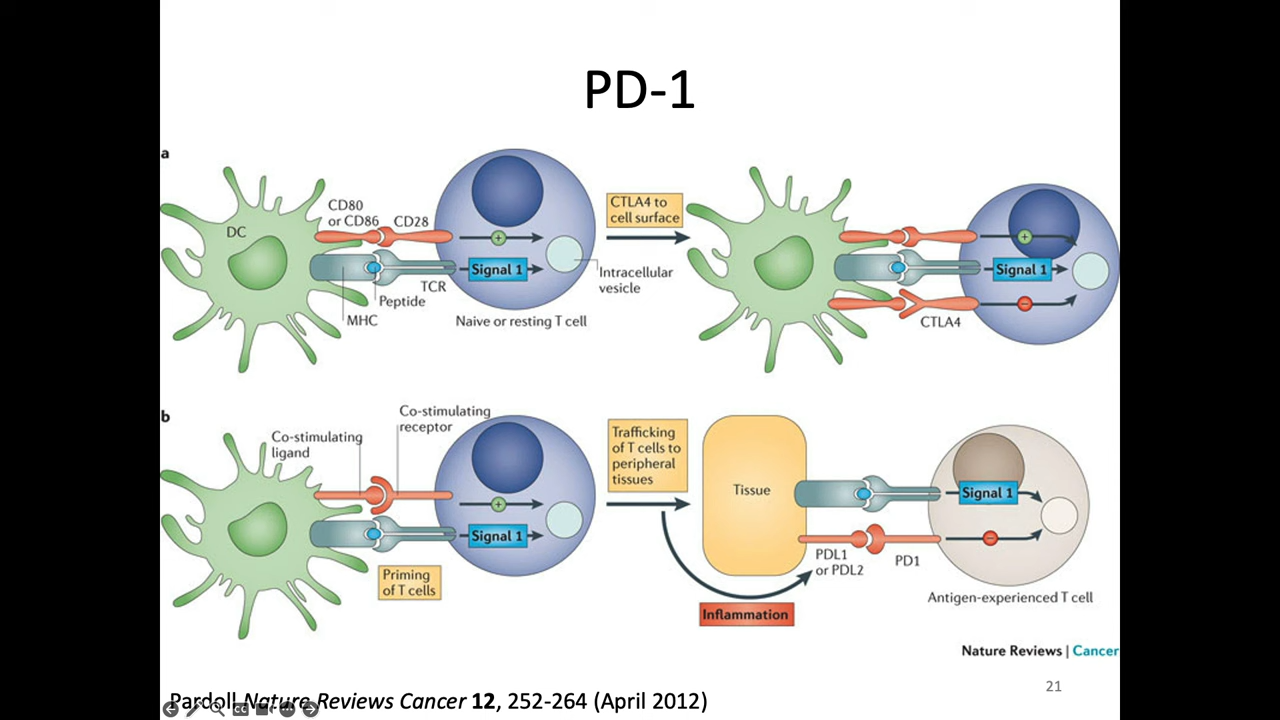 PD-1
a
DC
CD80
or CD86
CD28
Signal 1
TCR
Peptide
MHC
Intracellular
vesicle
Naive or resting T cell
CTLA4 to
cell surface
Signal 1
CTLA4
b
Co-stimulating
ligand
Co-stimulating
receptor
Signal 1
Priming
of T cells
Trafficking
of T cells to
peripheral
tissues
Inflammation
Tissue
Signal 1
PDL1
or PDL2
PD1
Antigen-experienced T cell
Nature Reviews | Cancer
21
Pardoll Nature Reviews Cancer 12, 252-264 (April 2012)
CC